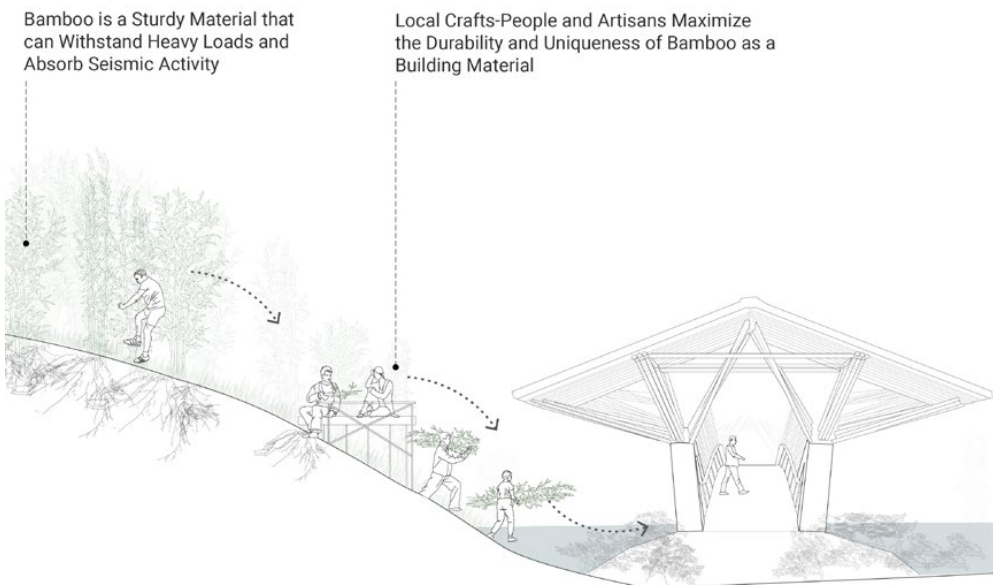 Bamboo is a Sturdy Material that
can Withstand Heavy Loads and
Absorb Seismic Activity
Local Crafts-People and Artisans Maximize
the Durability and Uniqueness of Bamboo as a
Building Material